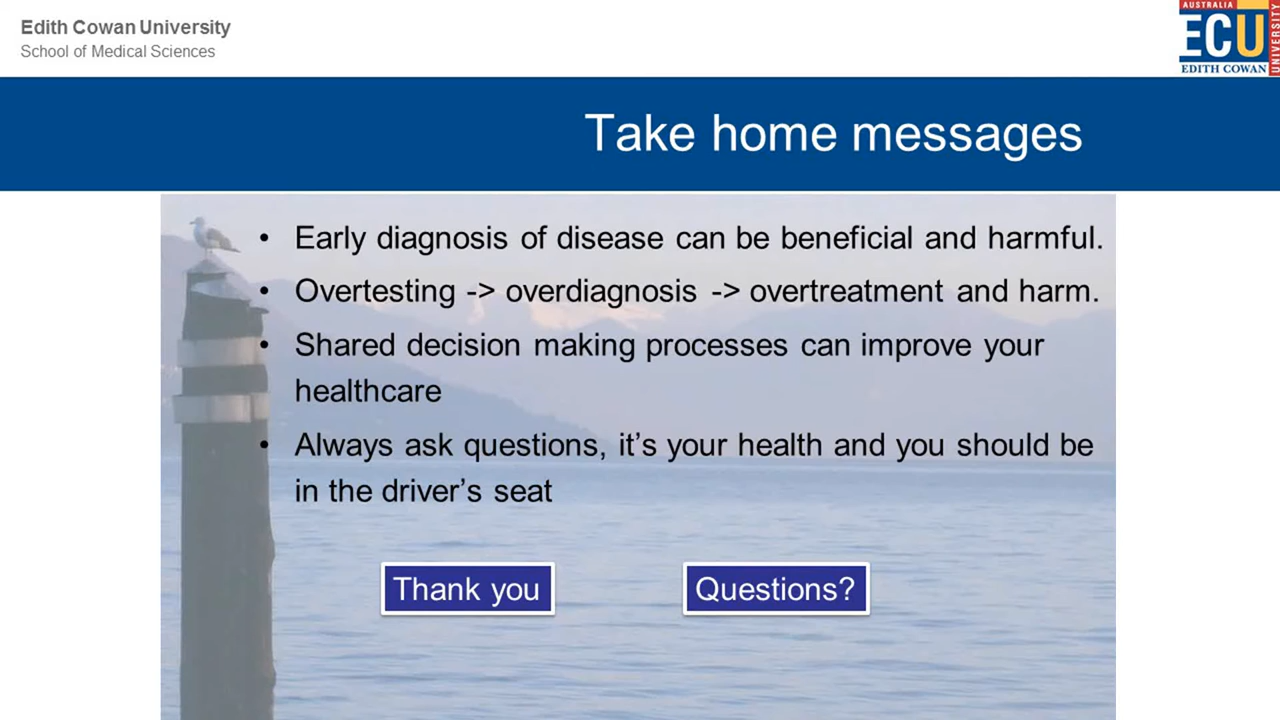 Edith Cowan University
School of Medical Sciences
AUSTRALIA
ECU
UNIVERSITY
EDITH COWAN
Take home messages
• Early diagnosis of disease can be beneficial and harmful.
• Overtesting -> overdiagnosis -> overtreatment and harm.
• Shared decision making processes can improve your
healthcare
• Always ask questions, it’s your health and you should be
in the driver’s seat
Thank you
Questions?